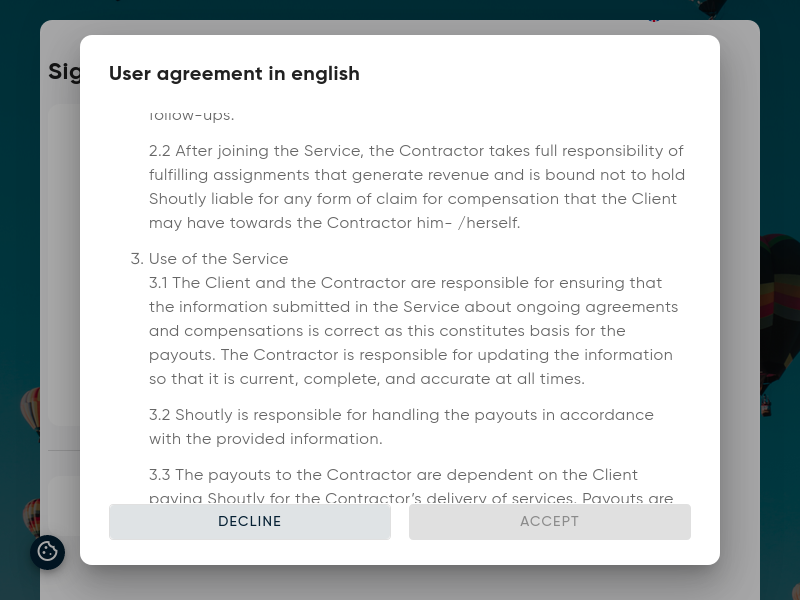 Sig
User agreement in english
follow-ups.
2.2 After joining the Service, the Contractor takes full responsibility of
fulfilling assignments that generate revenue and is bound not to hold
Shoutly liable for any form of claim for compensation that the Client
may have towards the Contractor him- /herself.
3. Use of the Service
3.1 The Client and the Contractor are responsible for ensuring that
the information submitted in the Service about ongoing agreements
and compensations is correct as this constitutes basis for the
payouts. The Contractor is responsible for updating the information
so that it is current, complete, and accurate at all times.
3.2 Shoutly is responsible for handling the payouts in accordance
with the provided information.
3.3 The payouts to the Contractor are dependent on the Client
paying Shoutly for the Contractor’s delivery of services. Payouts are
DECLINE
ACCEPT